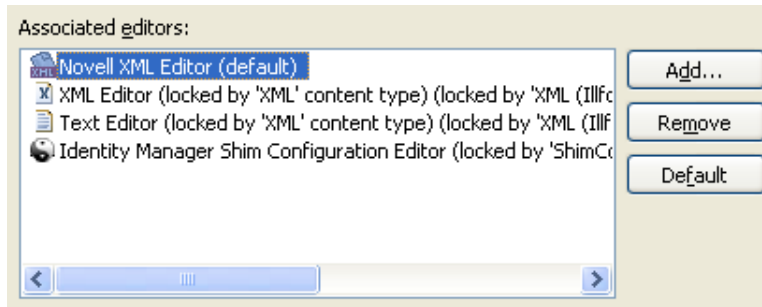 Associated editors:
XML Novell XML Editor (default)
XML Editor (locked by 'XML' content type) (locked by 'XML (Illfc
Text Editor (locked by 'XML' content type) (locked by 'XML (Illf
Identity Manager Shim Configuration Editor (locked by 'ShimCo
Add...
Remove
Default